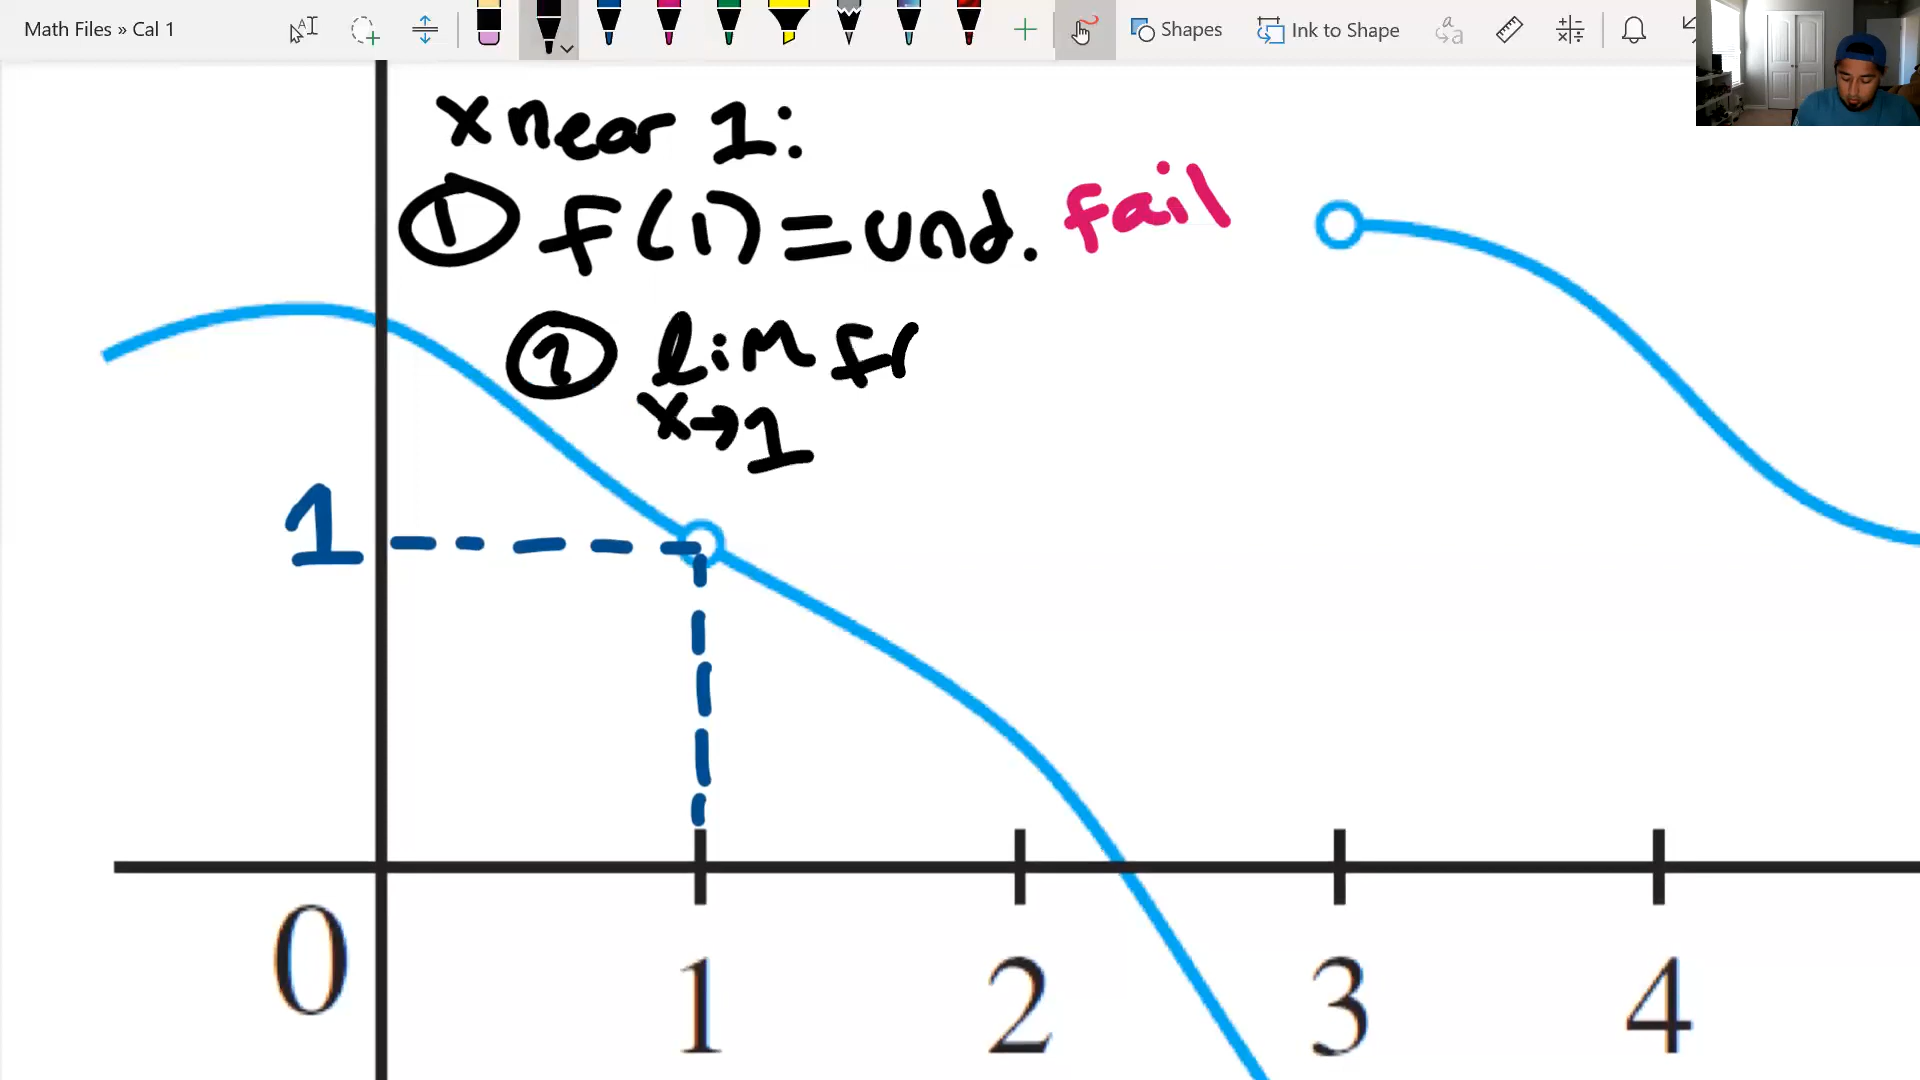 Math Files » Cal 1
Shapes
Ink to Shape
x near 1:
① f(1) = und. fail
② lim f(
x→1
1
0
1 2 3 4